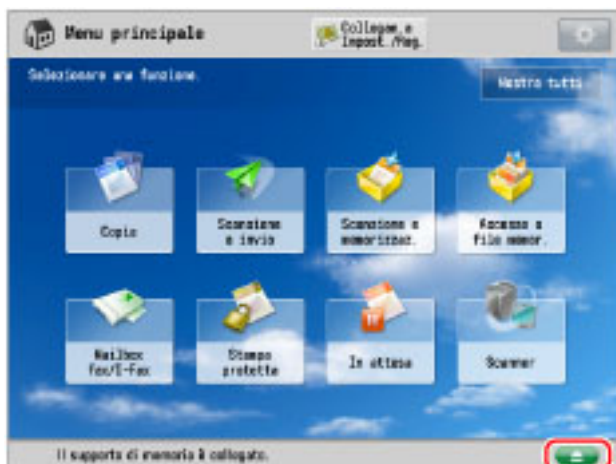 Menu principale
Collegam. a
Impost./Reg.
Selezionare una funzione.
Mostra tutti
Copia
Scansione
e invio
Scansione e
memorizzaz.
Accesso a
file memor.
Mailbox
fax/I-Fax
Stampa
protetta
In attesa
Scanner
Il supporto di memoria è collegato.